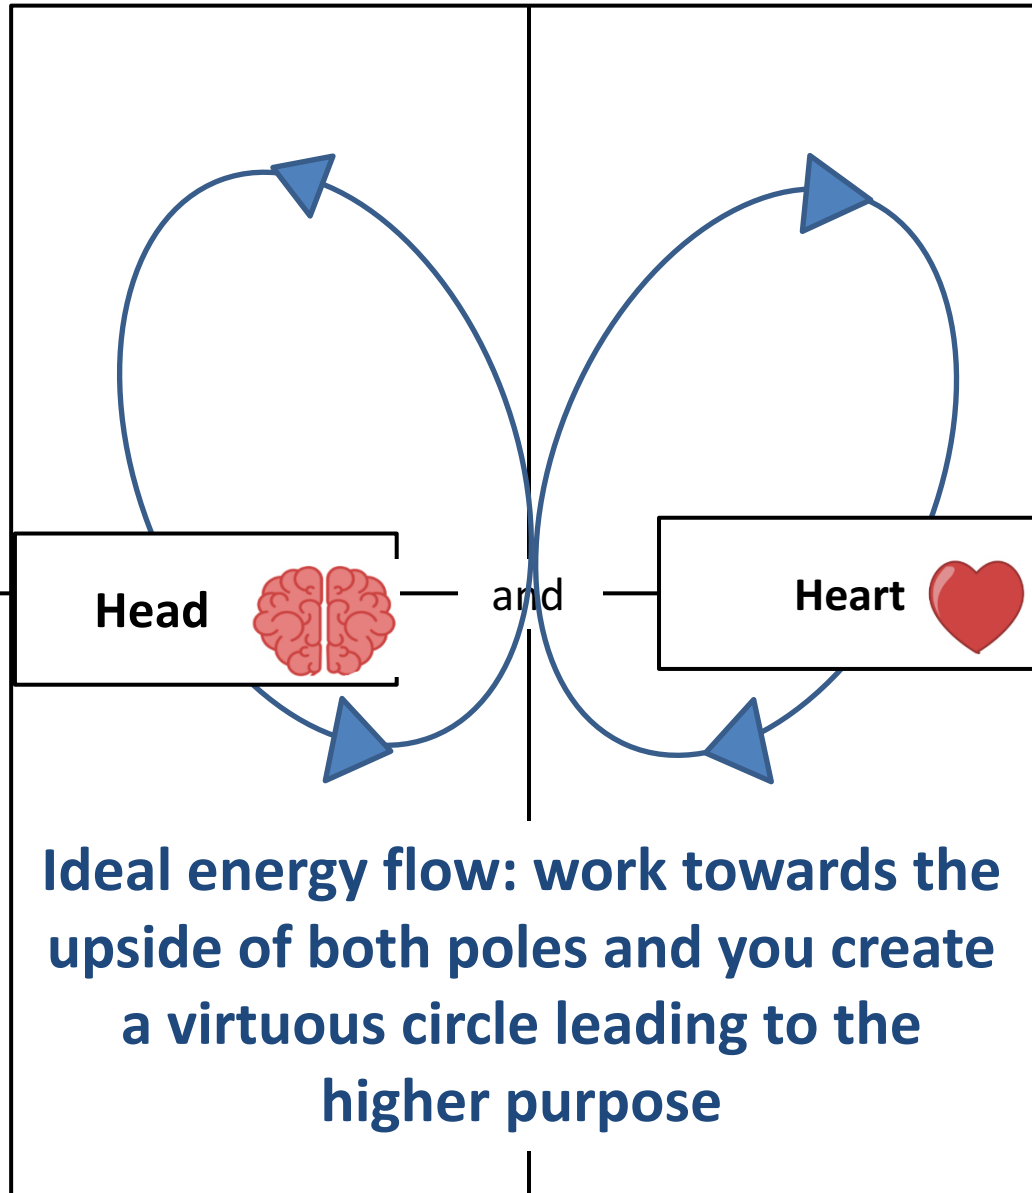 Head
and
Heart
Ideal energy flow: work towards the
upside of both poles and you create
a virtuous circle leading to the
higher purpose